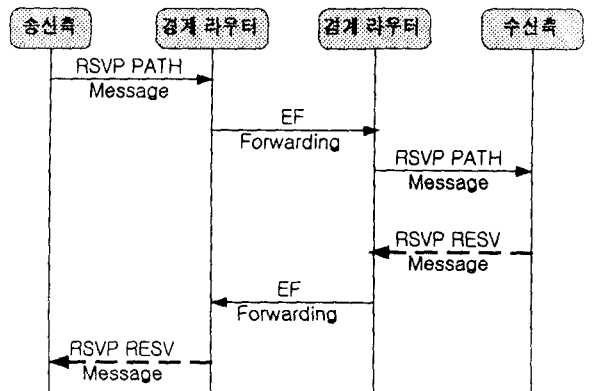 송신측 경계 라우터 경계 라우터 수신측
RSVP PATH
Message
EF
Forwarding
RSVP PATH
Message
RSVP RESV
Message
EF
Forwarding
RSVP RESV
Message